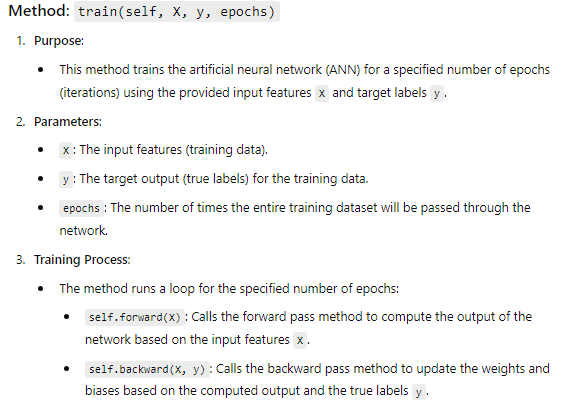 Method: train(self, X, y, epochs)
1. Purpose:
• This method trains the artificial neural network (ANN) for a specified number of epochs
(iterations) using the provided input features X and target labels y.
2. Parameters:
• X: The input features (training data).
• y: The target output (true labels) for the training data.
• epochs: The number of times the entire training dataset will be passed through the
network.
3. Training Process:
• The method runs a loop for the specified number of epochs:
• self.forward(X): Calls the forward pass method to compute the output of the
network based on the input features X.
• self.backward(X, y): Calls the backward pass method to update the weights and
biases based on the computed output and the true labels y.